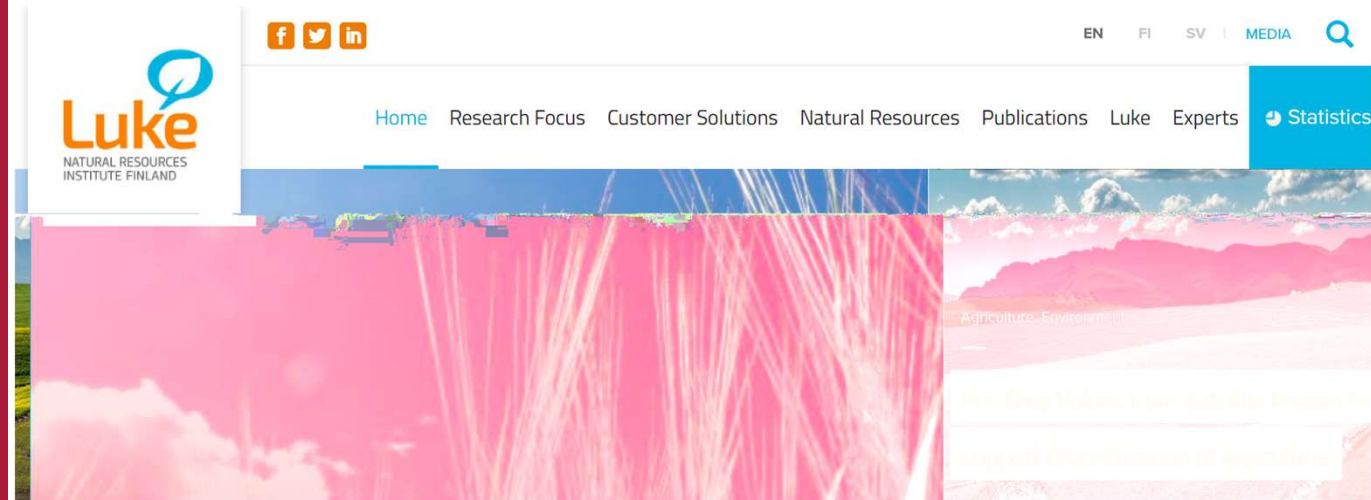 EN FI SV MEDIA
Luke
NATURAL RESOURCES
INSTITUTE FINLAND
Home Research Focus Customer Solutions Natural Resources Publications Luke Experts Statistics
Agriculture, Environment